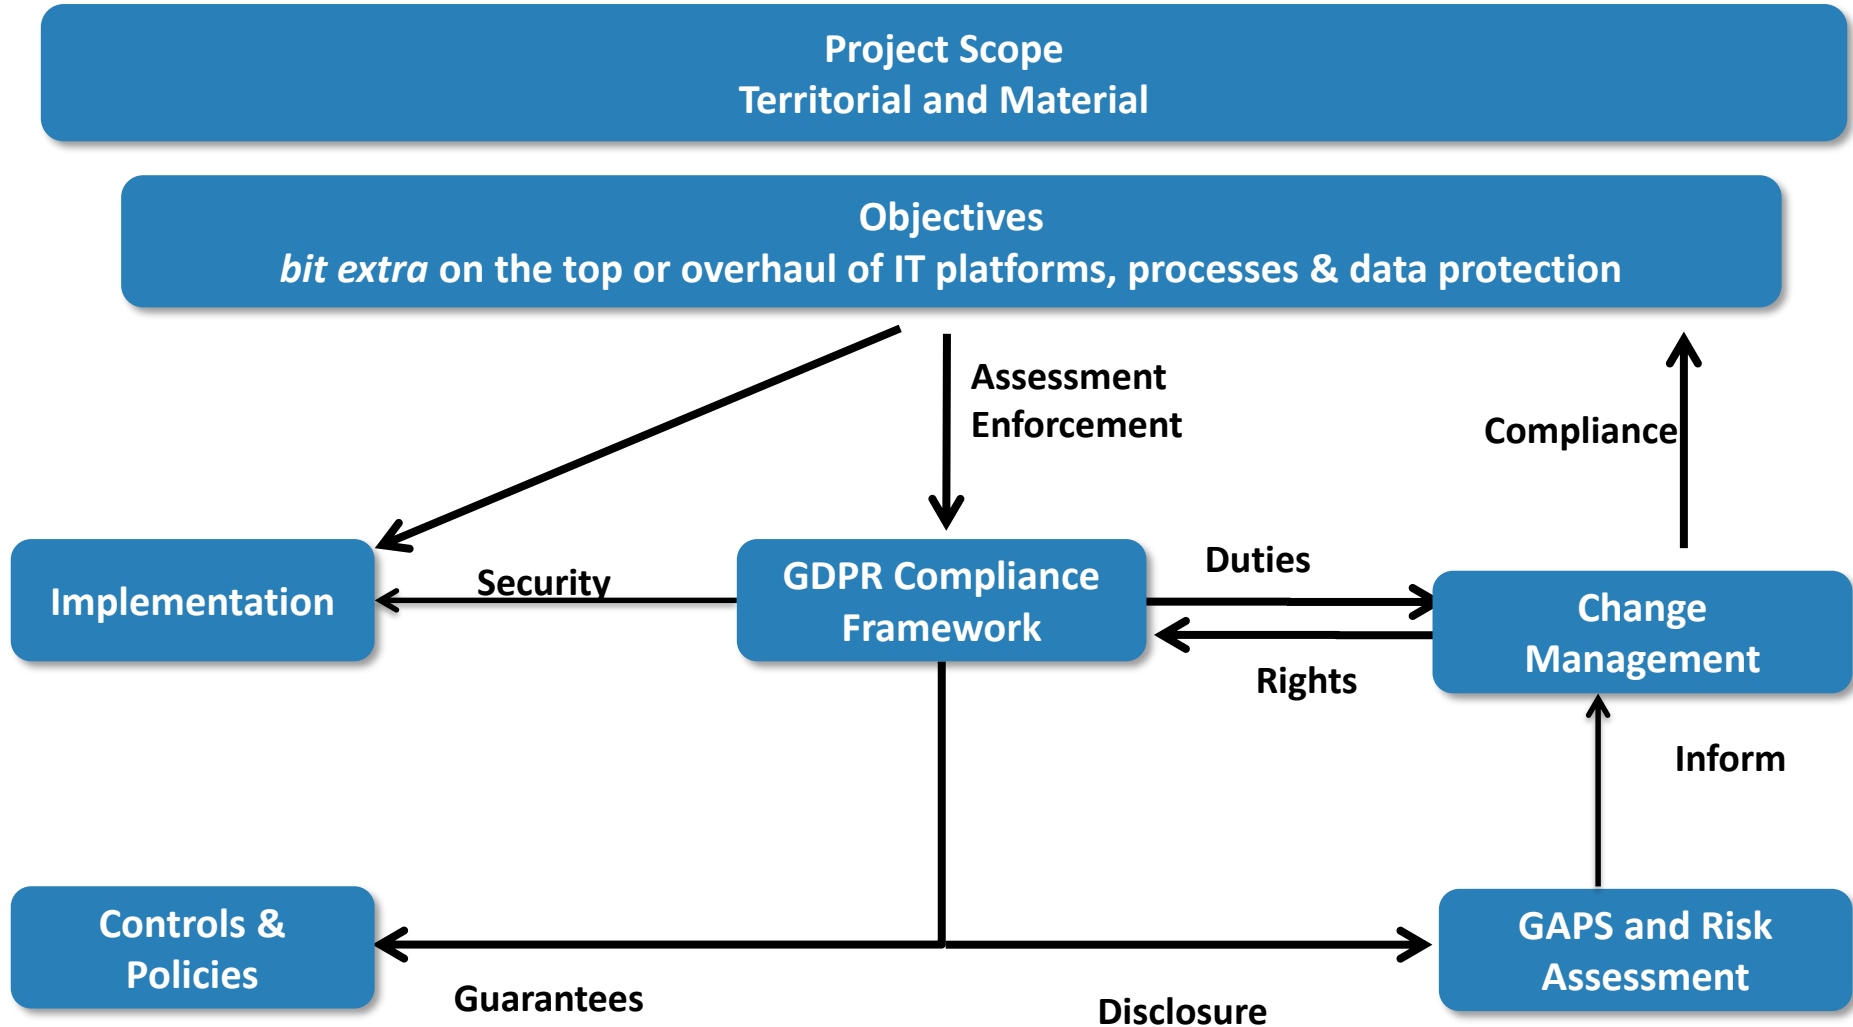 Project Scope
Territorial and Material
Objectives
bit extra on the top or overhaul of IT platforms, processes & data protection
Assessment
Enforcement
Compliance
Implementation
Security
GDPR Compliance
Framework
Duties
Rights
Change
Management
Inform
Controls &
Policies
Guarantees
Disclosure
GAPS and Risk
Assessment